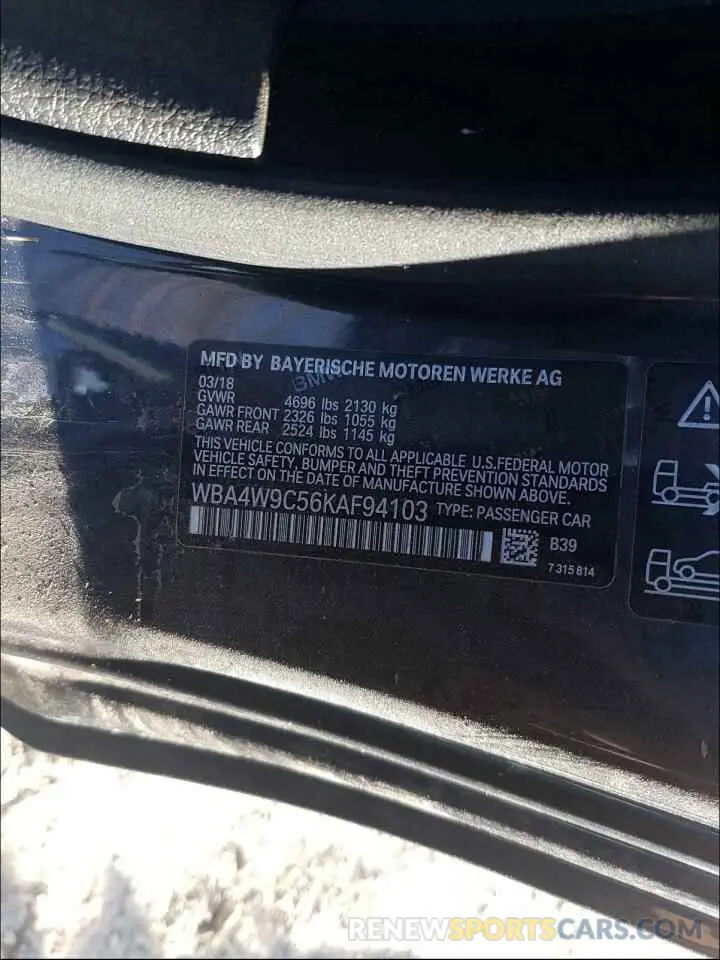 MFD BY BAYERISCHE MOTOREN WERKE AG
03/18
GVWR 4696 lbs 2130 kg
GAWR FRONT 2326 lbs 1055 kg
GAWR REAR 2524 lbs 1145 kg
THIS VEHICLE CONFORMS TO ALL APPLICABLE U.S.FEDERAL MOTOR
VEHICLE SAFETY, BUMPER AND THEFT PREVENTION STANDARDS
IN EFFECT ON DATE OF MANUFACTURE SHOWN ABOVE.
WBA4W9C56KAF94103 TYPE: PASSENGER CAR
B39
7 315 814
RENEWSPORTSCARS.COM